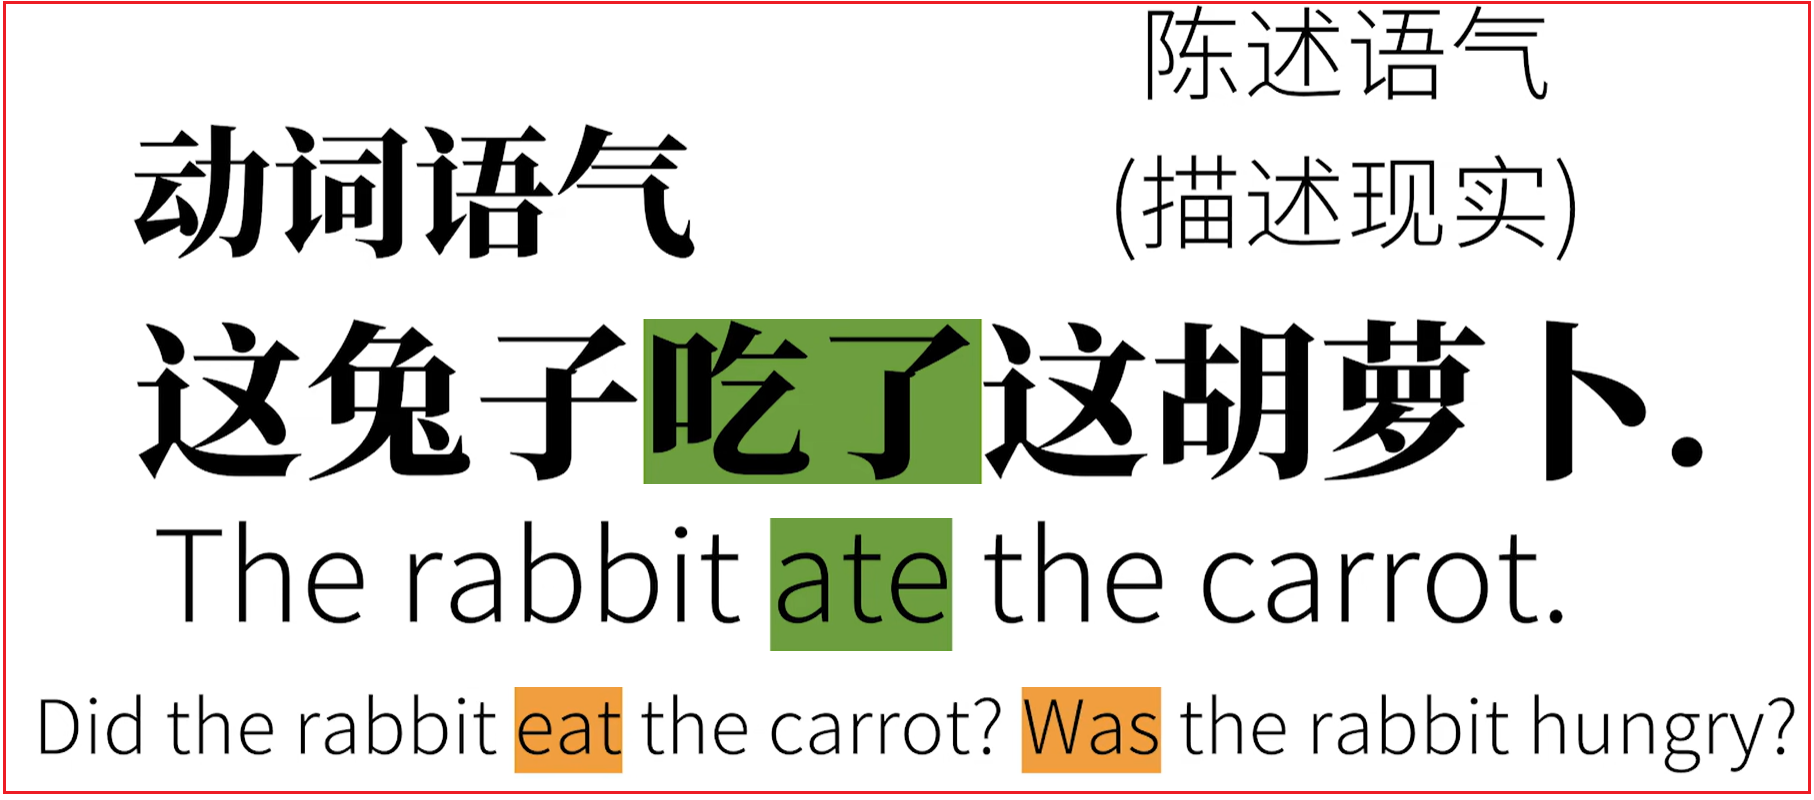 陈述语气
动词语气
(描述现实)
这兔子吃了这胡萝卜.
The rabbit ate the carrot.
Did the rabbit eat the carrot? Was the rabbit hungry?